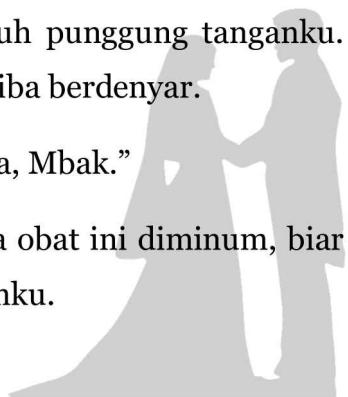 uh punggung tanganku.
iba berdenyar.
a, Mbak.”
a obat ini diminum, biar
nku.